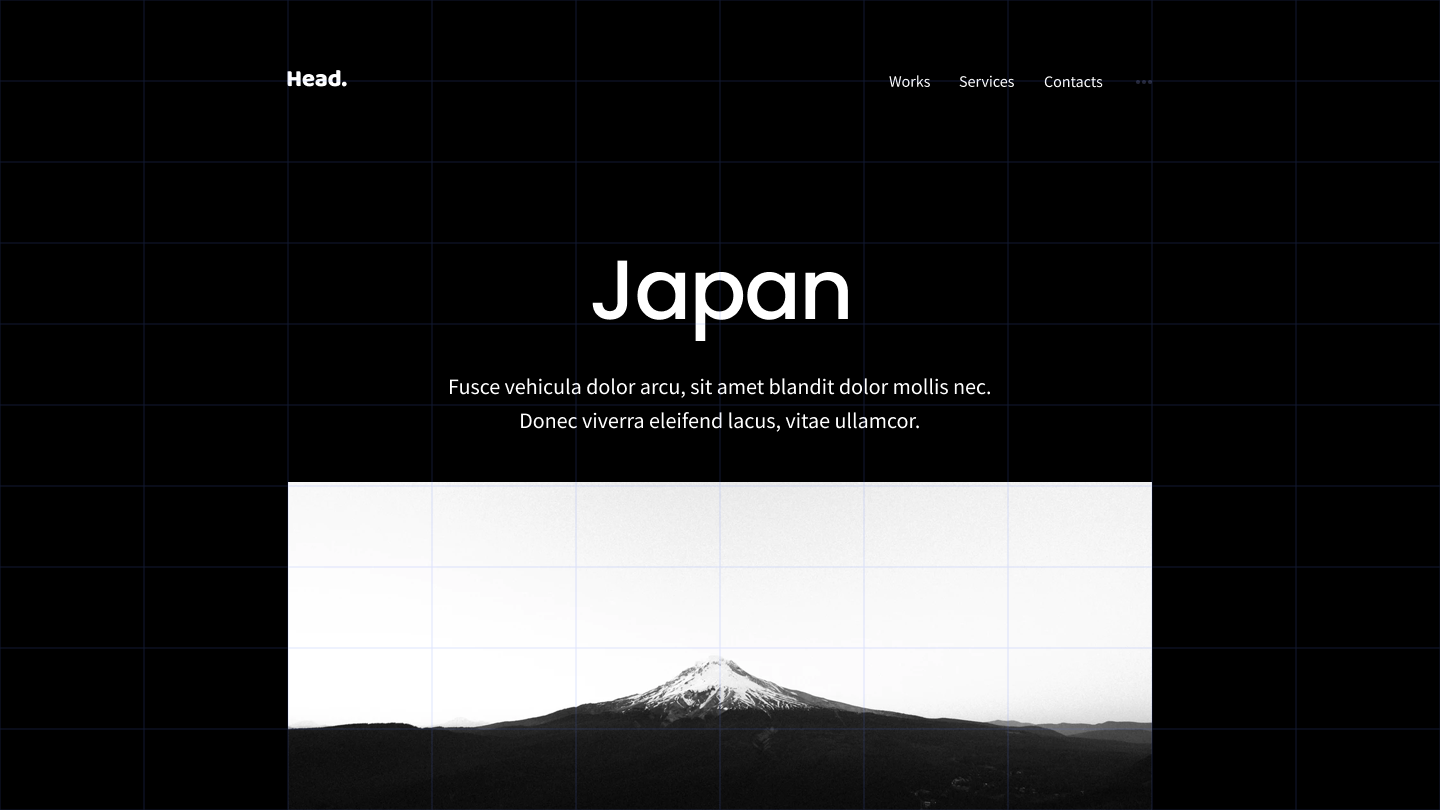 Head.
Works Services Contacts
Japan
Fusce vehicula dolor arcu, sit amet blandit dolor mollis nec.
Donec viverra eleifend lacus, vitae ullamcor.